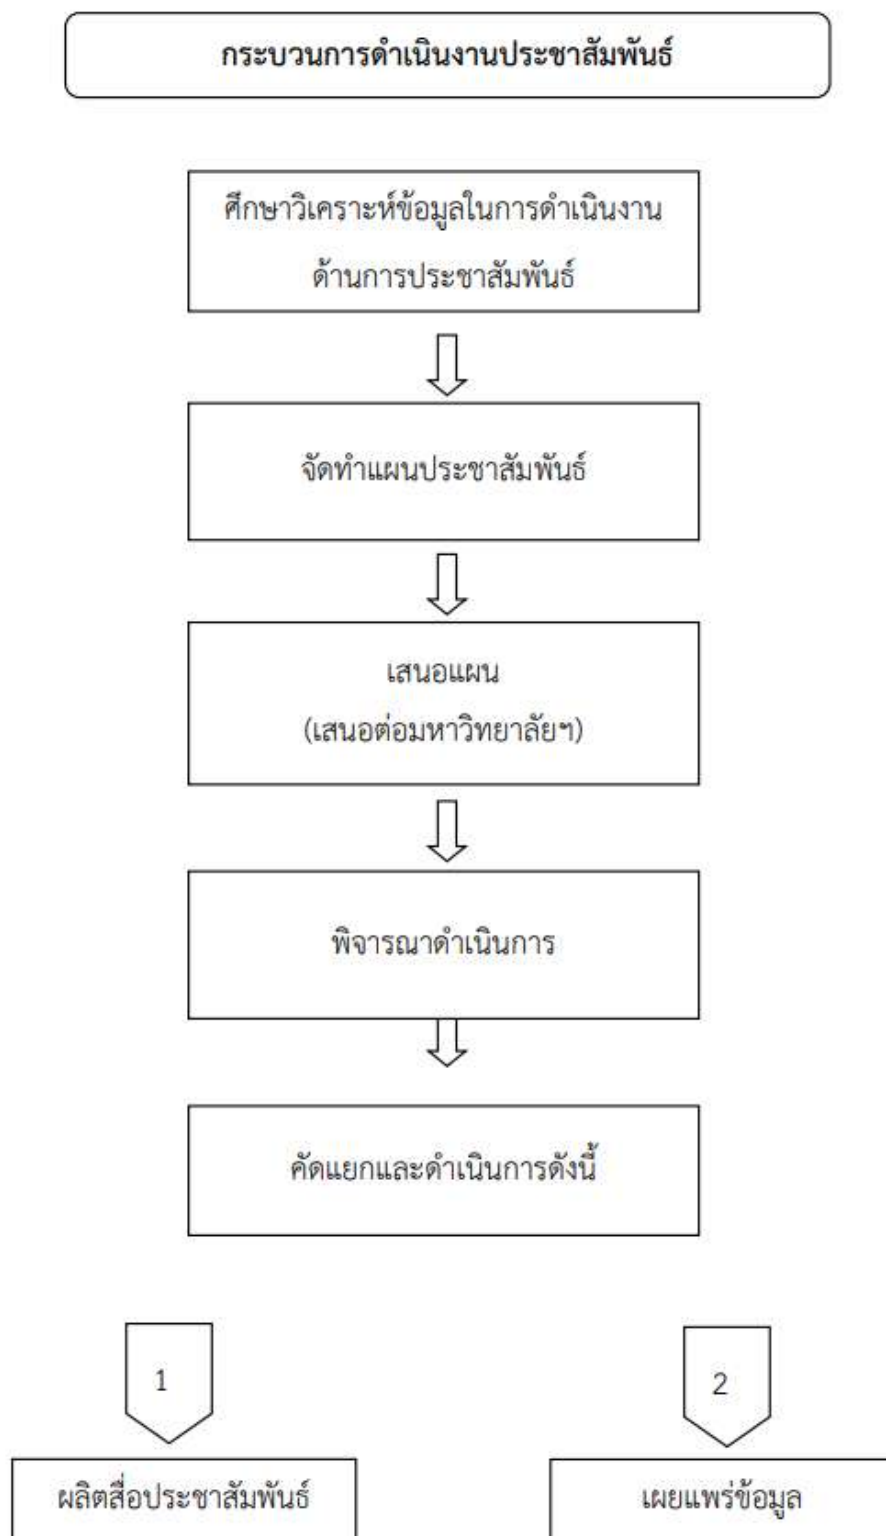 กระบวนการดำเนินงานประชาสัมพันธ์
ศึกษาวิเคราะห์ข้อมูลในการดำเนินงาน
ด้านการประชาสัมพันธ์
จัดทำแผนประชาสัมพันธ์
เสนอแผน
(เสนอต่อมหาวิทยาลัยฯ)
พิจารณาดำเนินการ
คัดแยกและดำเนินการดังนี้
1
2
ผลิตสื่อประชาสัมพันธ์
เผยแพร่ข้อมูล